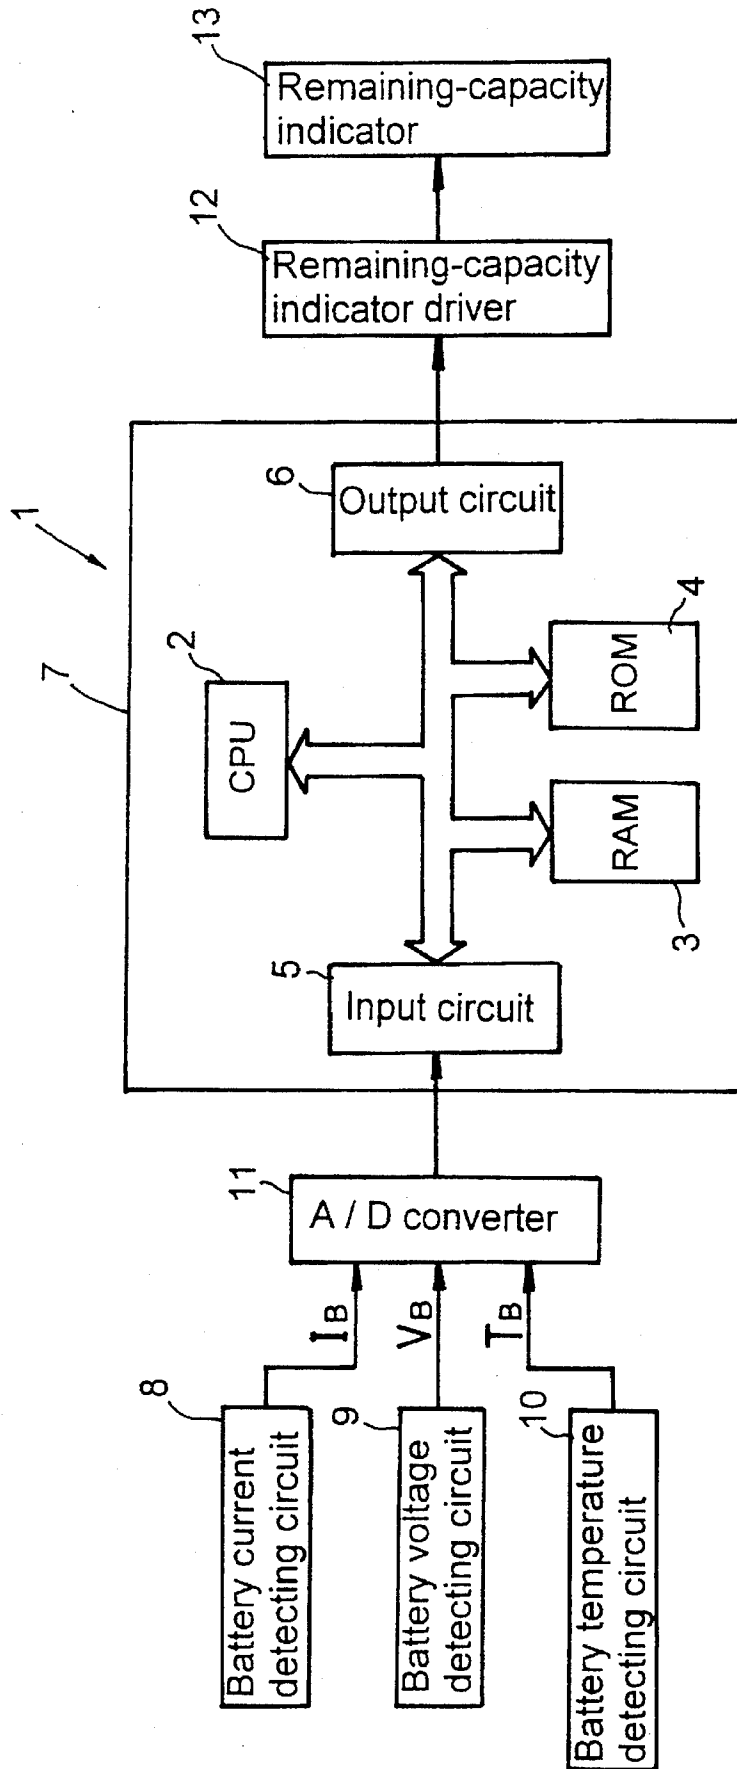 1
7
8
Battery current
detecting circuit
9
Battery voltage
detecting circuit
10
Battery temperature
detecting circuit
IB
VB
TB
11
A / D converter
5
Input circuit
2
CPU
3
RAM
4
ROM
6
Output circuit
12
Remaining-capacity
indicator driver
13
Remaining-capacity
indicator